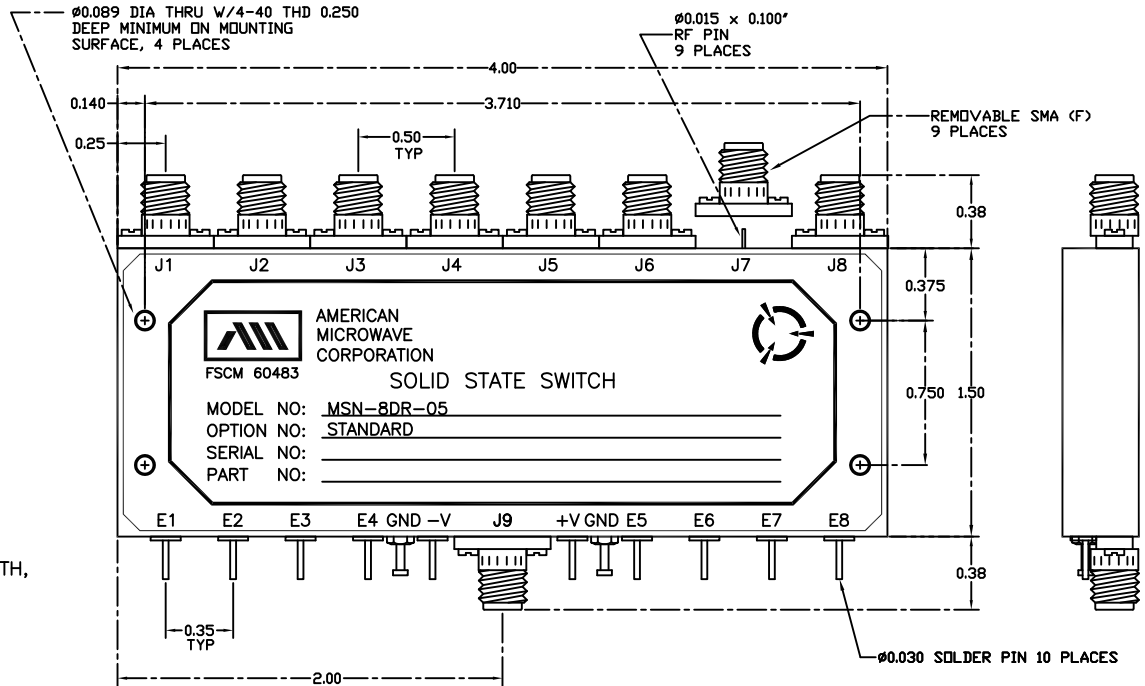 ø0.089 DIA THRU W/4-40 THD 0.250
DEEP MINIMUM ON MOUNTING
SURFACE, 4 PLACES
ø0.015 x 0.100"
RF PIN
9 PLACES
4.00
0.140
3.710
REMOVABLE SMA (F)
9 PLACES
0.25
0.50
TYP
0.38
J1 J2 J3 J4 J5 J6 J7 J8
0.375
AMERICAN
MICROWAVE
CORPORATION
FSCM 60483
SOLID STATE SWITCH
MODEL NO: MSN-8DR-05
OPTION NO: STANDARD
SERIAL NO:
PART NO:
0.750 1.50
E1 E2 E3 E4 GND -V J9 +V GND E5 E6 E7 E8
TH,
0.38
0.35
TYP
ø0.030 SOLDER PIN 10 PLACES
2.00